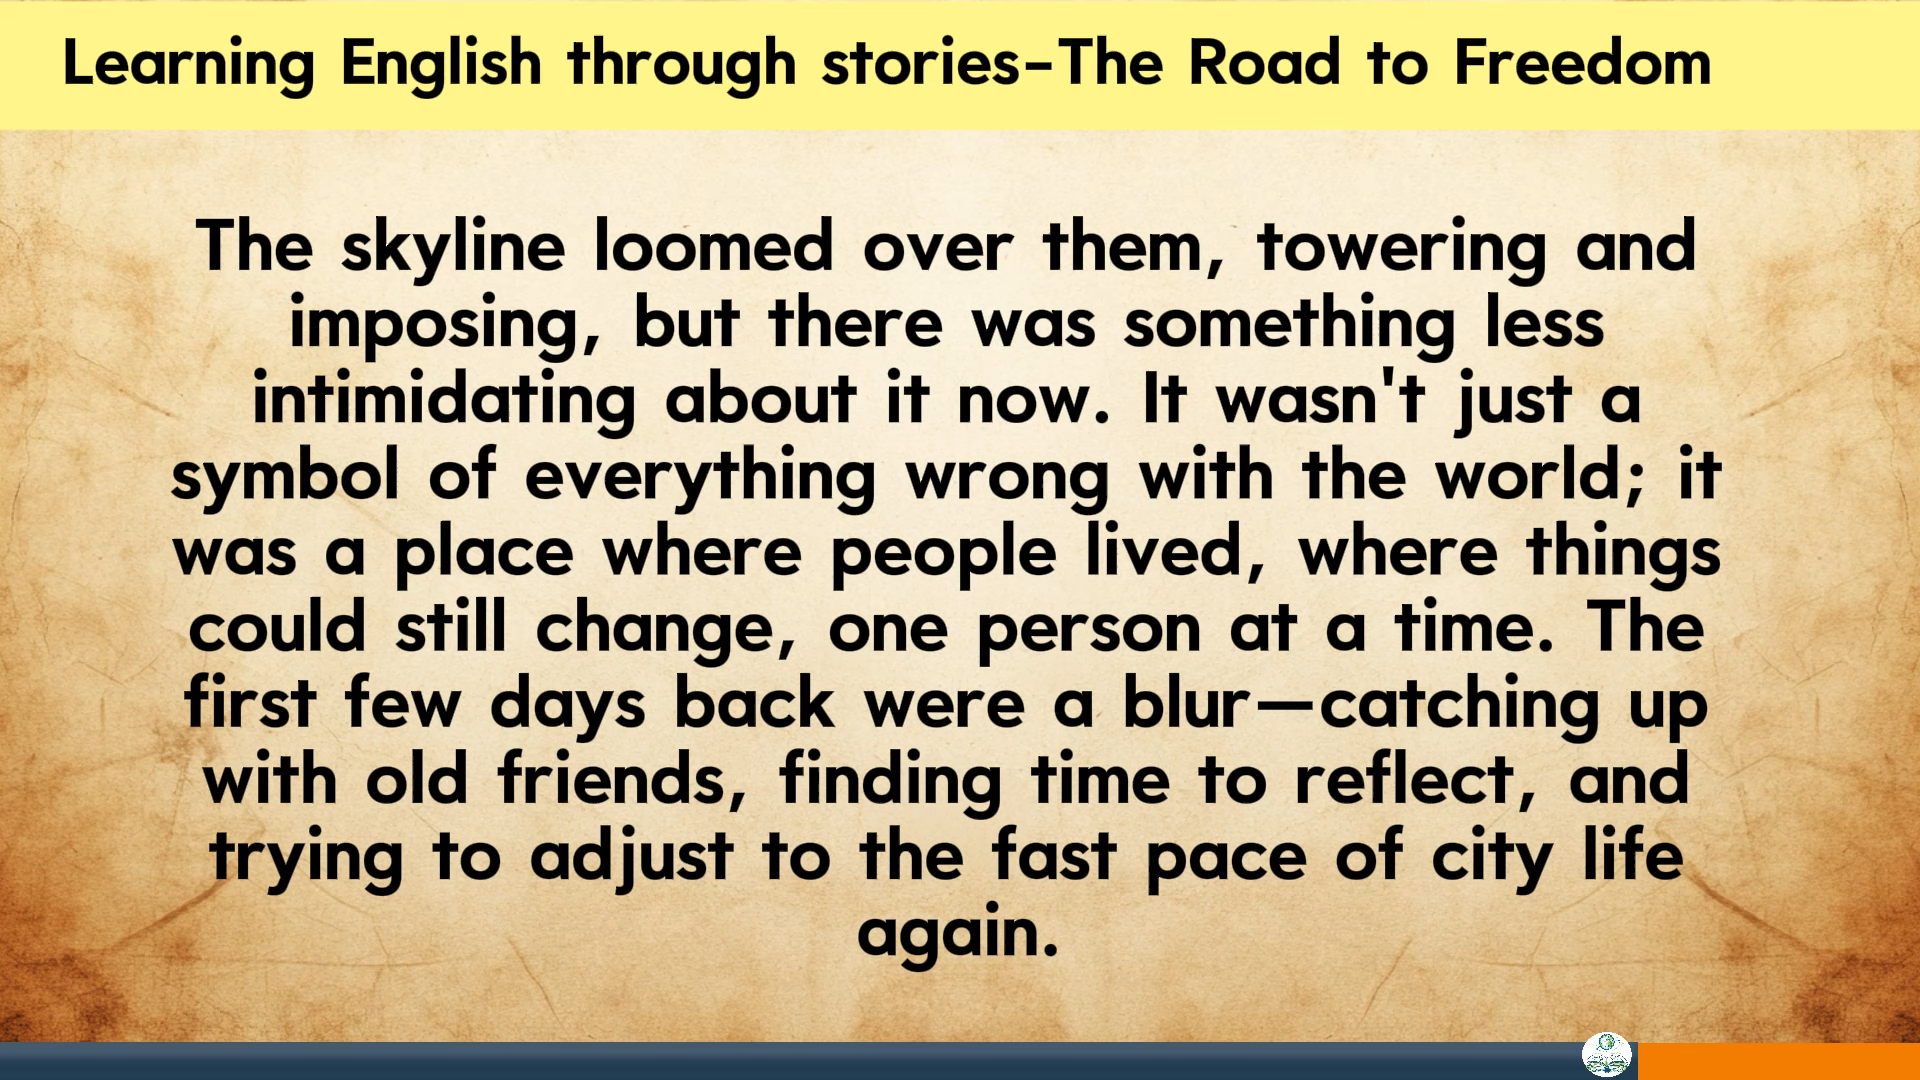 Learning English through stories-The Road to Freedom
The skyline loomed over them, towering and
imposing, but there was something less
intimidating about it now. It wasn't just a
symbol of everything wrong with the world; it
was a place where people lived, where things
could still change, one person at a time. The
first few days back were a blur—catching up
with old friends, finding time to reflect, and
trying to adjust to the fast pace of city life
again.